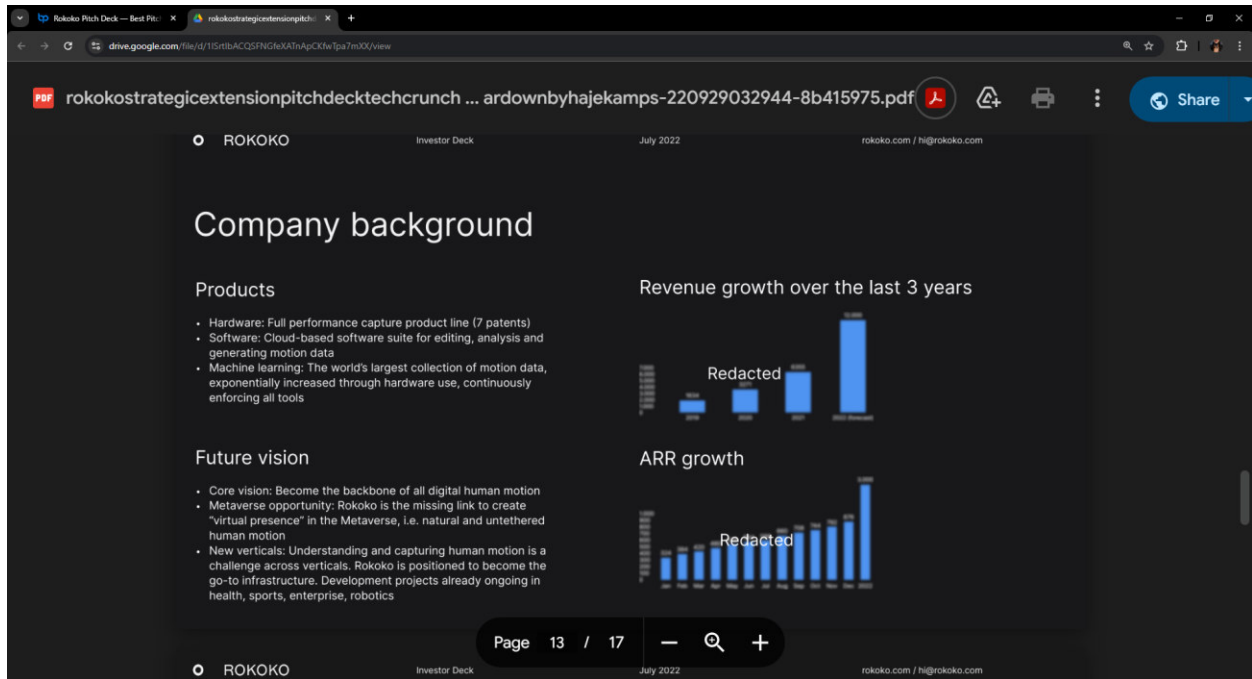 Rokoko Pitch Deck — Best Pitc
rokokostrategicextensionpitchd
drive.google.com/file/d/1ISrtIbACQSFNGfeXATnApCKfwTpa7mXX/view
PDF
rokokostrategicextensionpitchdecktechcrunch ... ardownbyhajekamps-220929032944-8b415975.pdf
Share
ROKOKO
Investor Deck
July 2022
rokoko.com / hi@rokoko.com
Company background
Products
• Hardware: Full performance capture product line (7 patents)
• Software: Cloud-based software suite for editing, analysis and
generating motion data
• Machine learning: The world's largest collection of motion data,
exponentially increased through hardware use, continuously
enforcing all tools
Revenue growth over the last 3 years
Redacted
2019
2020
2021
Future vision
• Core vision: Become the backbone of all digital human motion
• Metaverse opportunity: Rokoko is the missing link to create
"virtual presence" in the Metaverse, i.e. natural and untethered
human motion
• New verticals: Understanding and capturing human motion is a
challenge across verticals. Rokoko is positioned to become the
go-to infrastructure. Development projects already ongoing in
health, sports, enterprise, robotics
ARR growth
Redacted
Page 13 / 17
ROKOKO
Investor Deck
July 2022
rokoko.com / hi@rokoko.com